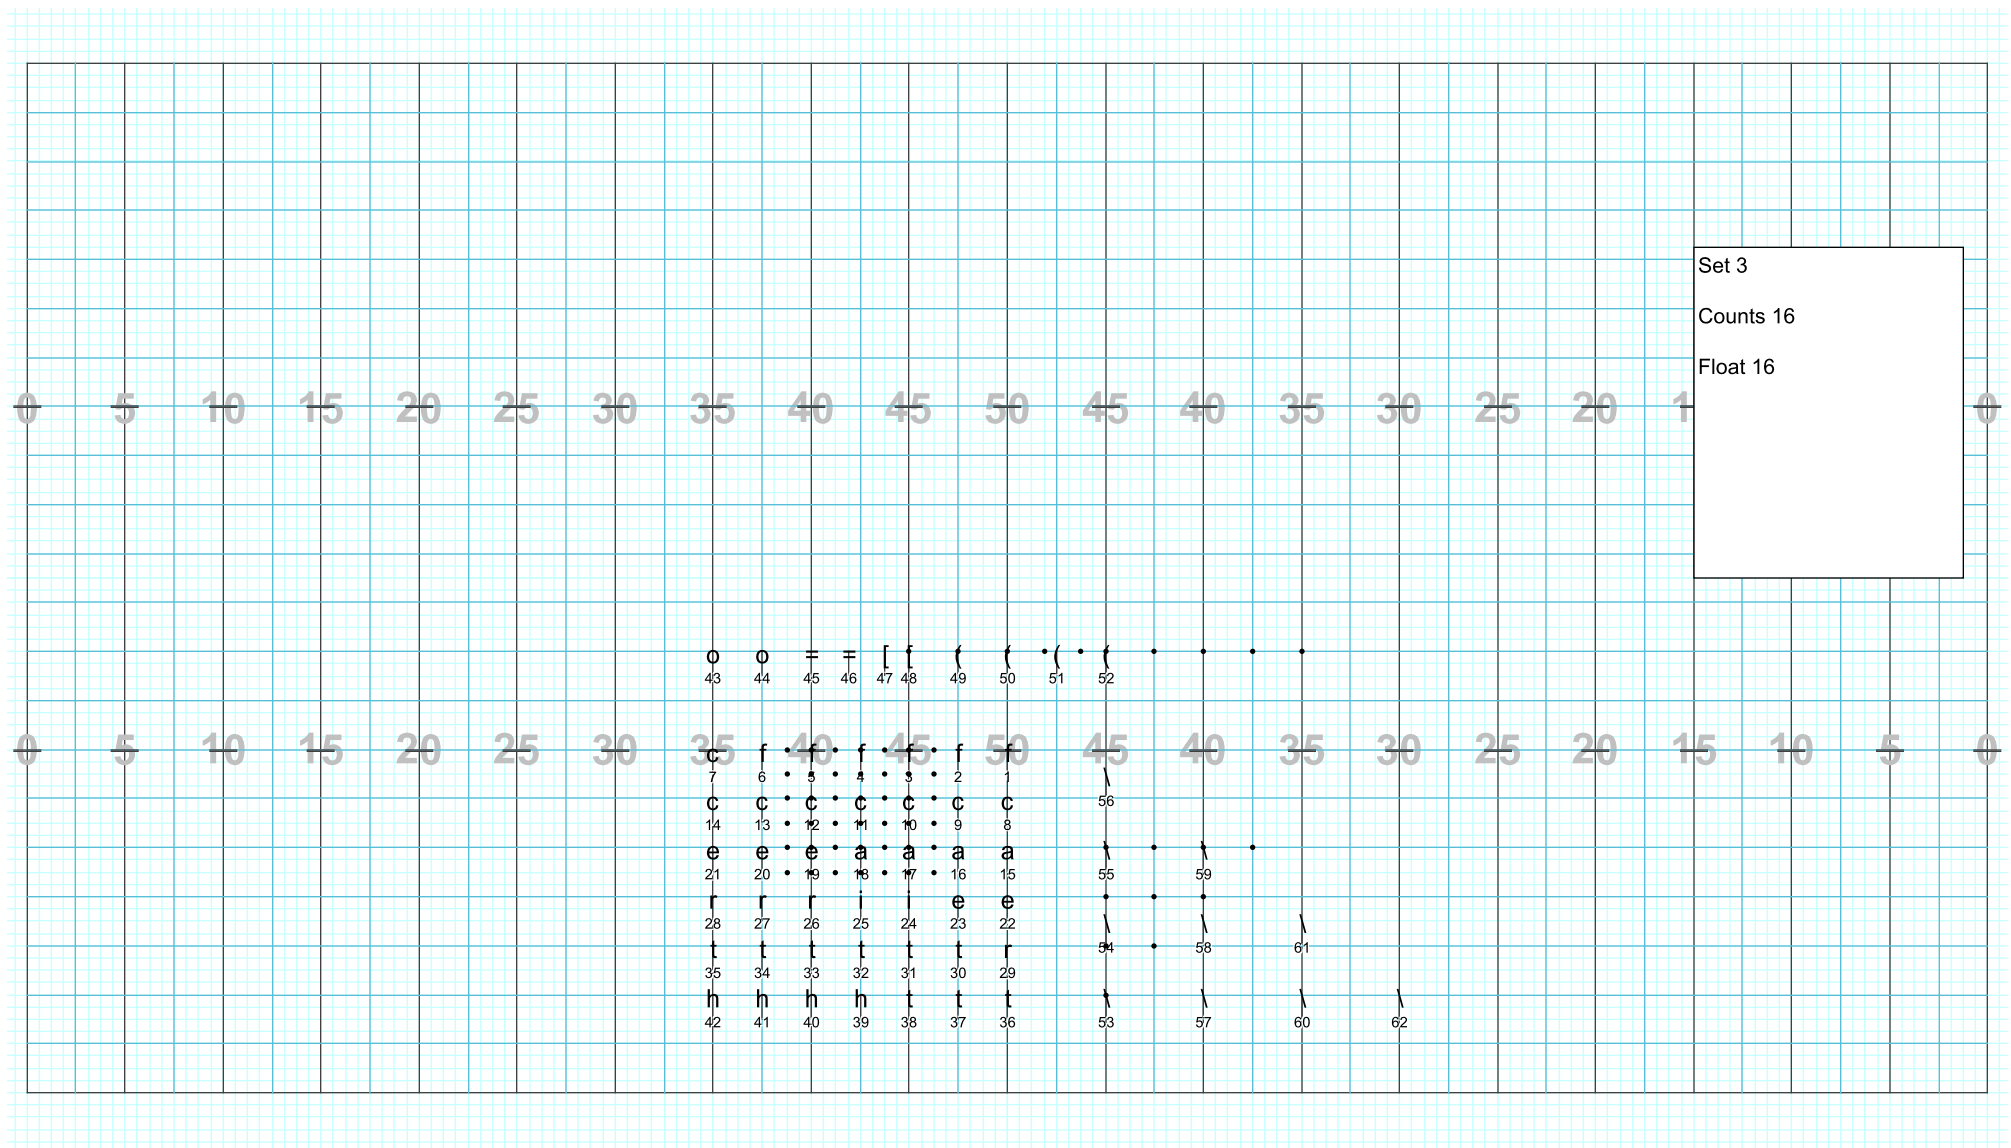 Set 3
Counts 16
Float 16
0 5 10 15 20 25 30 35 40 45 50 45 40 35 30 25 20 1 0
o o = = [ [ ( ( ( (
43 44 45 46 47 48 49 50 51 52
0 5 10 15 20 25 30 35 40 45 50 45 40 35 30 25 20 15 10 5 0
c f f f f f f
7 6 5 4 3 2 1
\
56
c c c c c c c
14 13 12 11 10 9 8
e e e a a a a \ \
21 20 19 18 17 16 15 55 59
r r r i i e e
28 27 26 25 24 23 22
\ \ \
54 58 61
t t t t t t r
35 34 33 32 31 30 29
h h h h t t t \ \ \ \
42 41 40 39 38 37 36 53 57 60 62